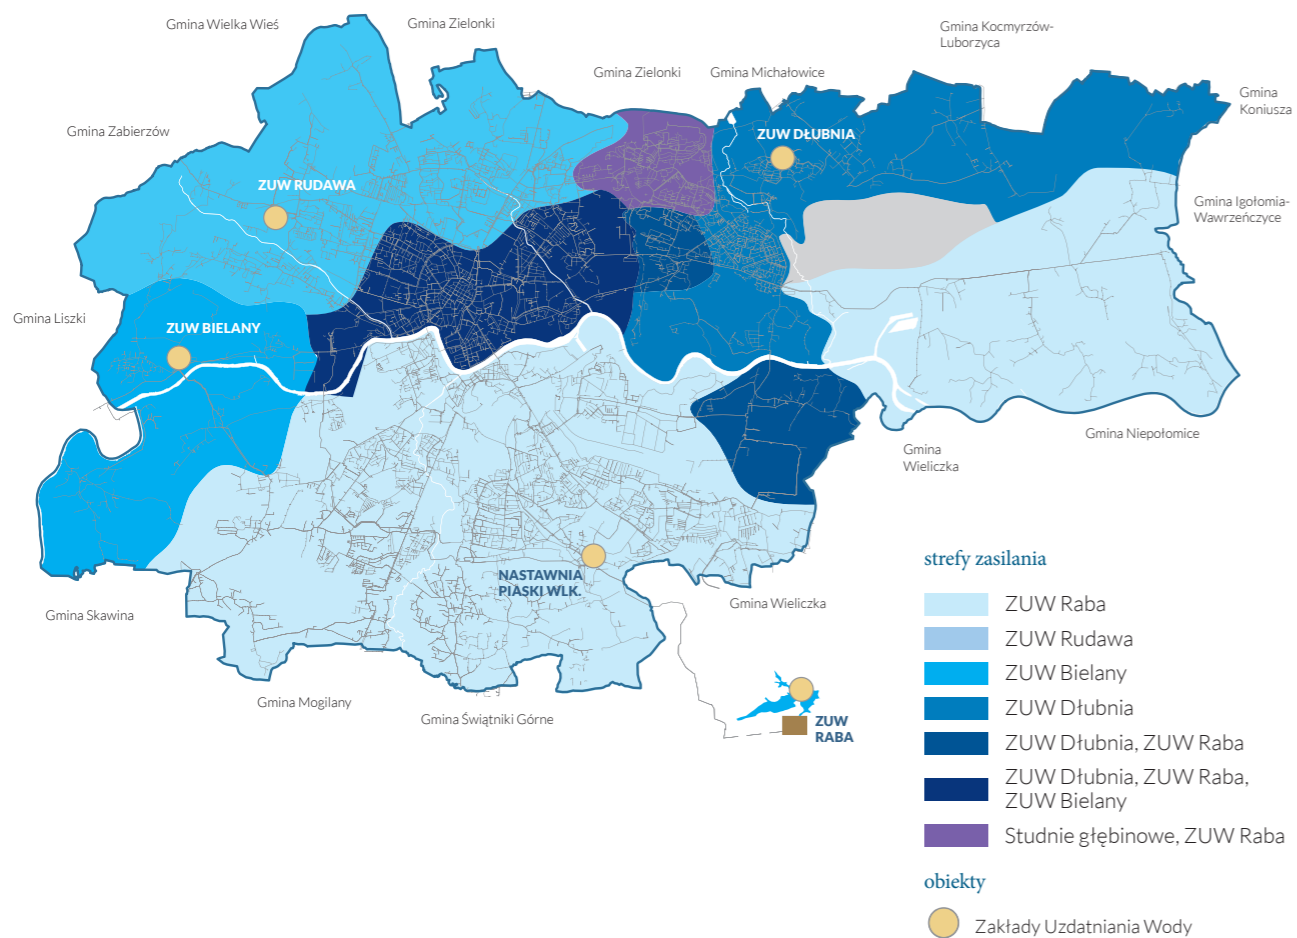 Gmina Wielka Wieś
Gmina Zielonki
Gmina Kocmyrzów-
Luborzyca
Gmina Zielonki
Gmina Michałowice
Gmina
Koniusza
Gmina Zabierzów
ZUW DŁUBNIA
ZUW RUDAWA
Gmina Igołomia-
Wawrzeńczyce
Gmina Liszki
ZUW BIELANY
Gmina Niepołomice
Gmina
Wieliczka
NASTAWNIA
PIASKI WLK.
Gmina Wieliczka
Gmina Skawina
Gmina Mogilany
Gmina Świątniki Górne
ZUW
RABA
strefy zasilania
ZUW Raba
ZUW Rudawa
ZUW Bielany
ZUW Dłubnia
ZUW Dłubnia, ZUW Raba
ZUW Dłubnia, ZUW Raba,
ZUW Bielany
Studnie głębinowe, ZUW Raba
obiekty
Zakłady Uzdatniania Wody